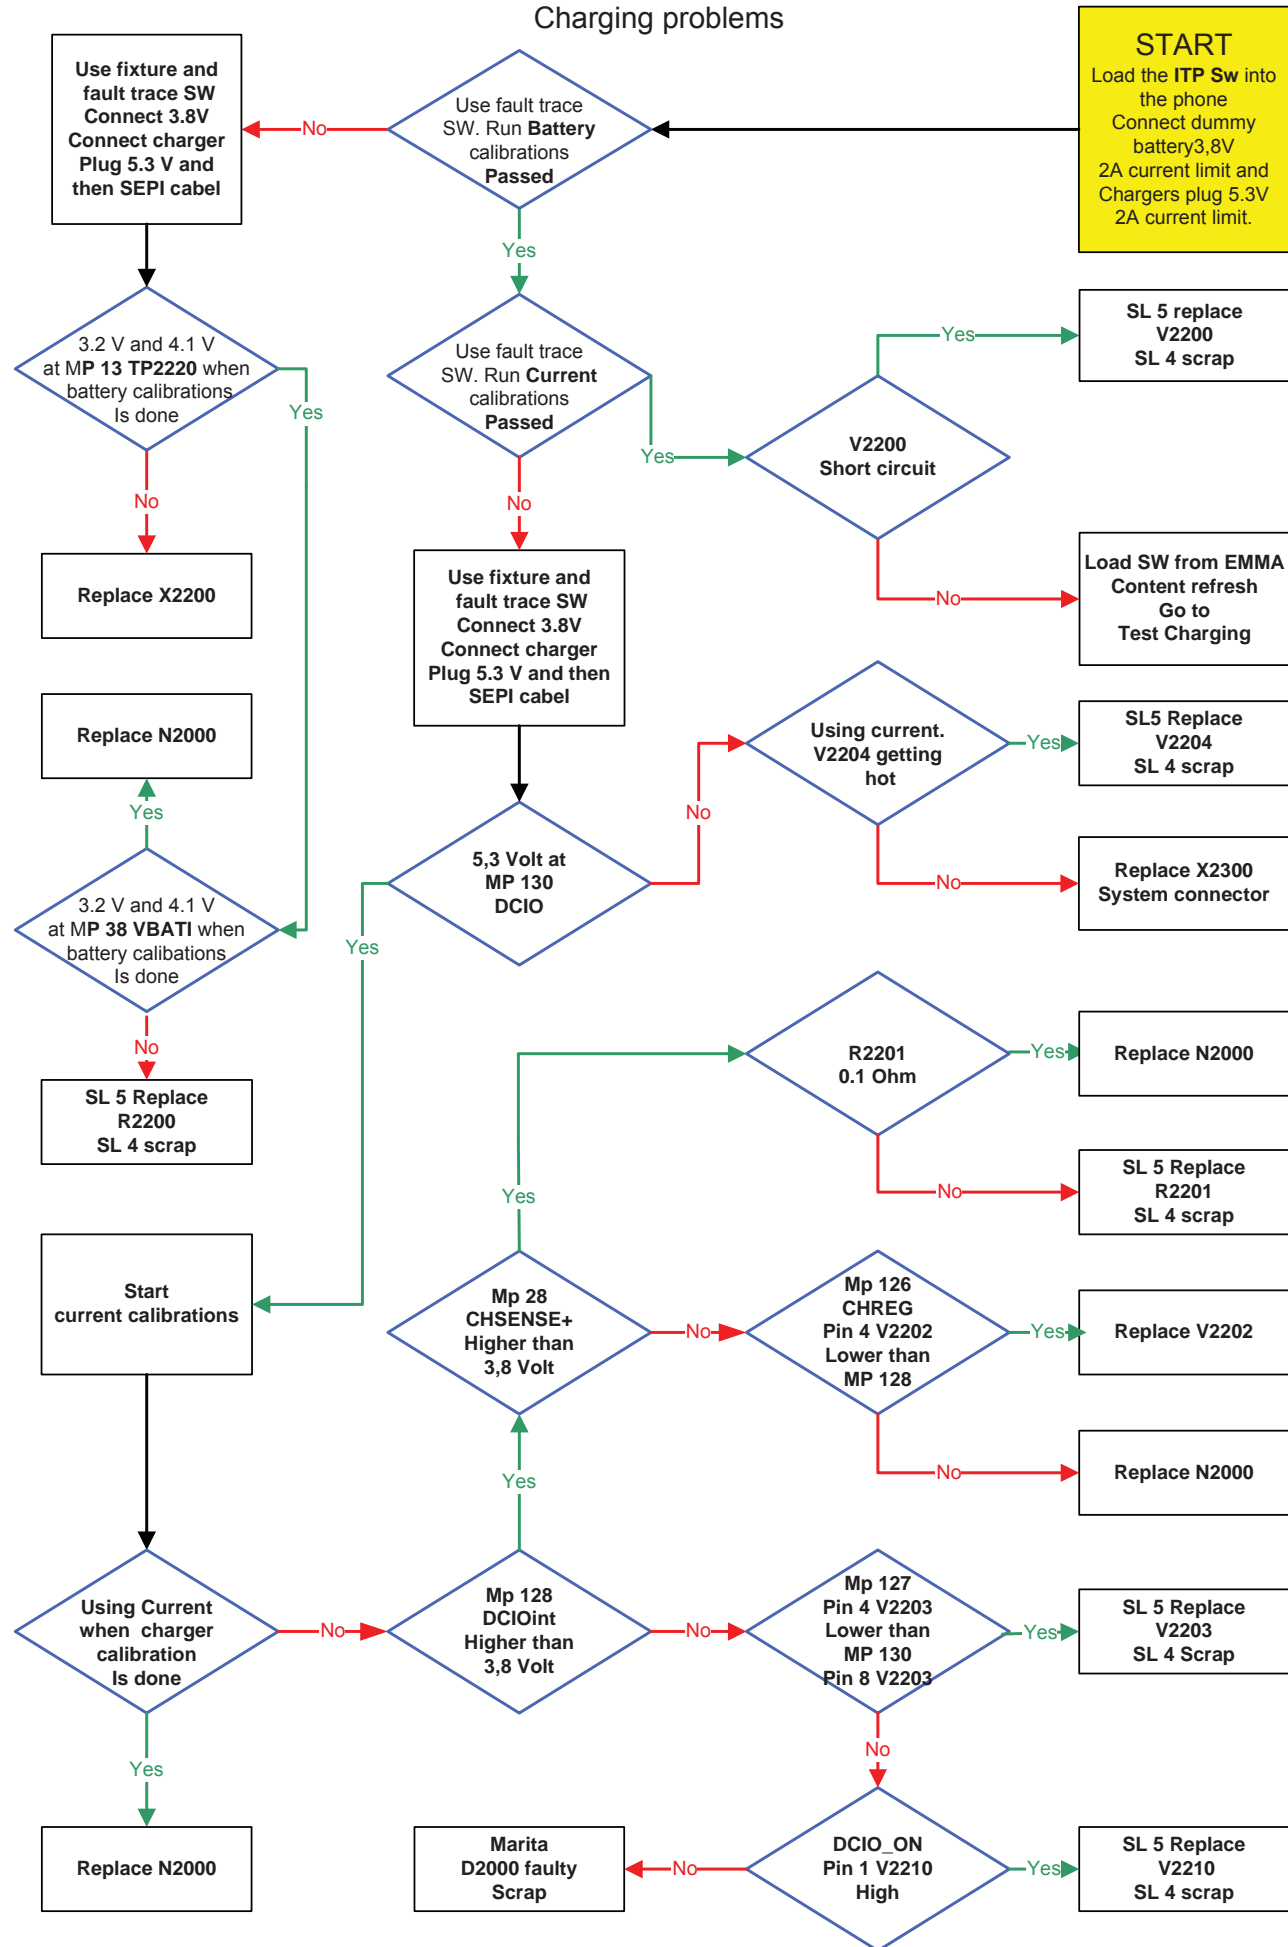 Charging problems
START
Load the ITP Sw into
the phone
Connect dummy
battery3,8V
2A current limit and
Chargers plug 5.3V
2A current limit.
Use fault trace
SW. Run Battery
calibrations
Passed
No
Use fixture and
fault trace SW
Connect 3.8V
Connect charger
Plug 5.3 V and
then SEPI cabel
Yes
3.2 V and 4.1 V
at MP 13 TP2220 when
battery calibrations
Is done
Yes
No
Replace X2200
Use fault trace
SW. Run Current
calibrations
Passed
Yes
No
V2200
Short circuit
Yes
SL 5 replace
V2200
SL 4 scrap
No
Load SW from EMMA
Content refresh
Go to
Test Charging
Use fixture and
fault trace SW
Connect 3.8V
Connect charger
Plug 5.3 V and then
SEPI cabel
Replace N2000
Yes
3.2 V and 4.1 V
at MP 38 VBATI when
battery calibations
Is done
No
SL 5 Replace
R2200
SL 4 scrap
5,3 Volt at
MP 130
DCIO
No
Yes
Using current.
V2204 getting
hot
Yes
SL5 Replace
V2204
SL 4 scrap
No
Replace X2300
System connector
R2201
0.1 Ohm
Yes
Replace N2000
No
SL 5 Replace
R2201
SL 4 scrap
Yes
Start
current calibrations
Mp 28
CHSENSE+
Higher than
3,8 Volt
No
Mp 126
CHREG
Pin 4 V2202
Lower than
MP 128
Yes
Replace V2202
No
Replace N2000
Yes
Using Current
when charger
calibration
Is done
No
Mp 128
DCIOint
Higher than
3,8 Volt
No
Mp 127
Pin 4 V2203
Lower than
MP 130
Pin 8 V2203
Yes
SL 5 Replace
V2203
SL 4 Scrap
Yes
No
Replace N2000
Marita
D2000 faulty
Scrap
No
DCIO_ON
Pin 1 V2210
High
Yes
SL 5 Replace
V2210
SL 4 scrap